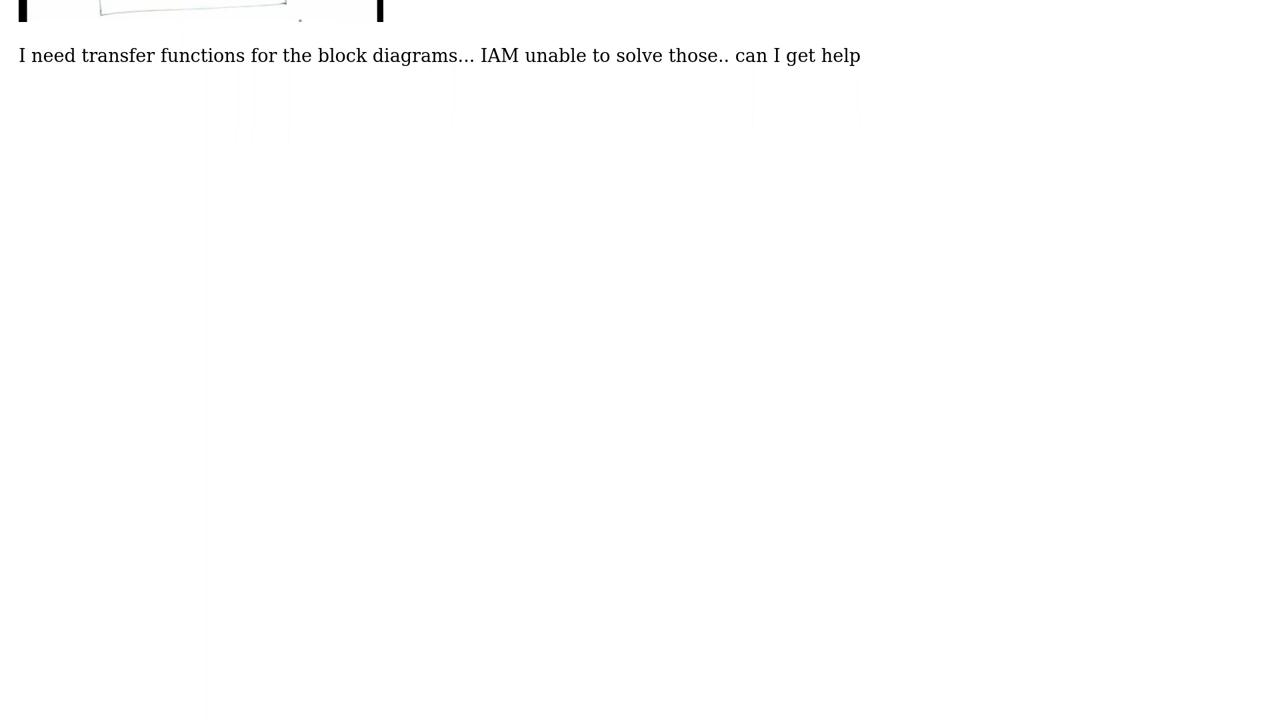 I need transfer functions for the block diagrams... IAM unable to solve those.. can I get help